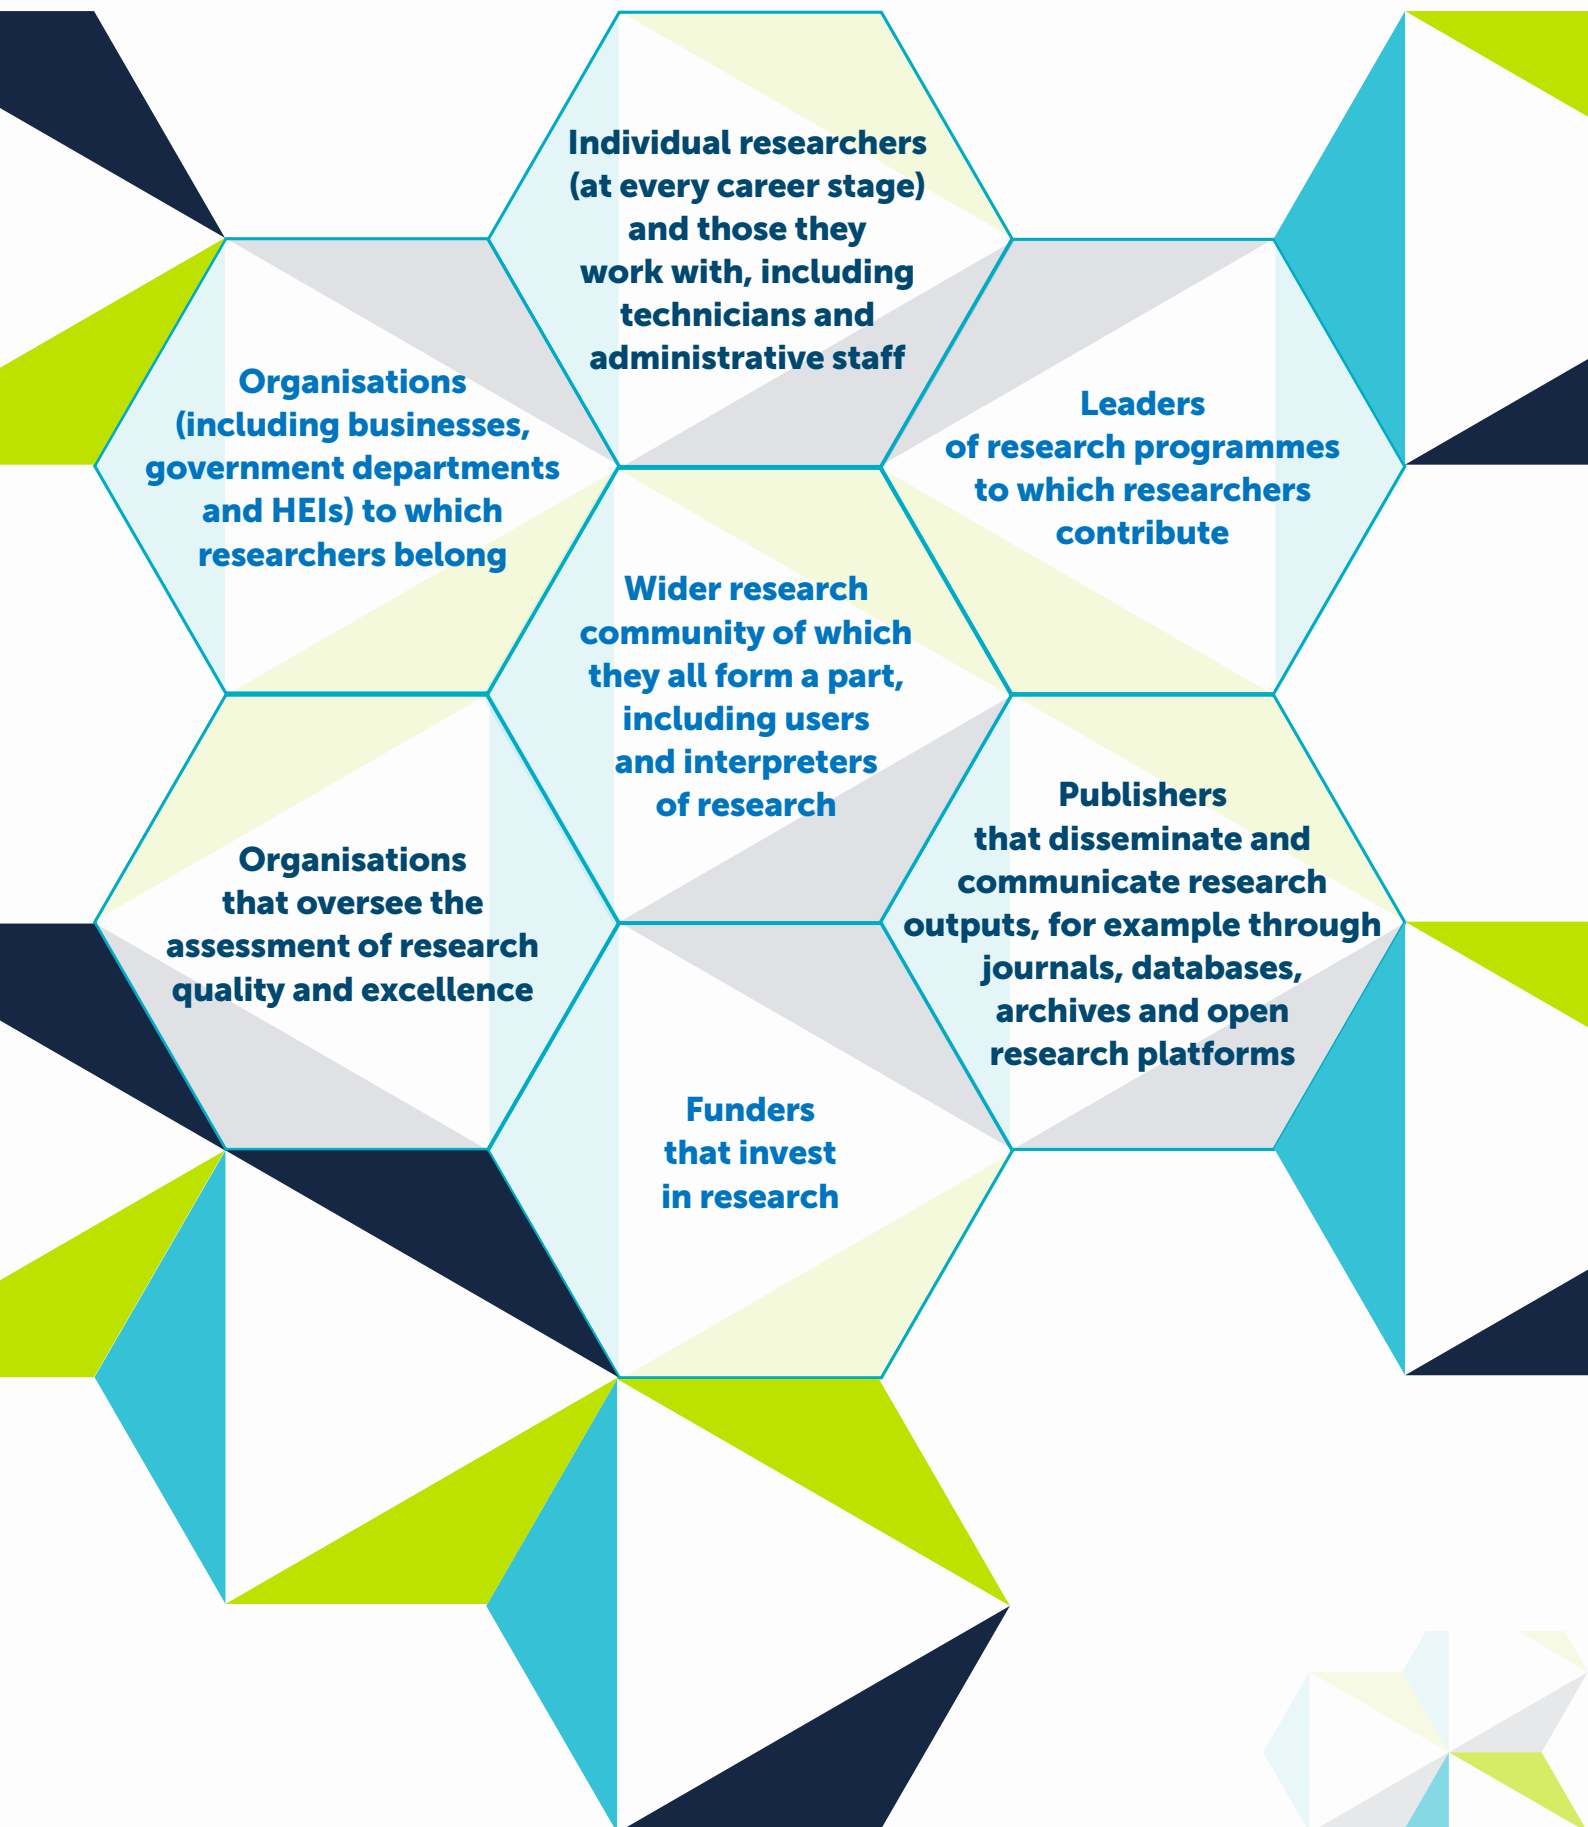 Individual researchers
(at every career stage)
and those they
work with, including
technicians and
administrative staff
Organisations
(including businesses,
government departments
and HEIs) to which
researchers belong
Leaders
of research programmes
to which researchers
contribute
Wider research
community of which
they all form a part,
including users
and interpreters
of research
Organisations
that oversee the
assessment of research
quality and excellence
Publishers
that disseminate and
communicate research
outputs, for example through
journals, databases,
archives and open
research platforms
Funders
that invest
in research